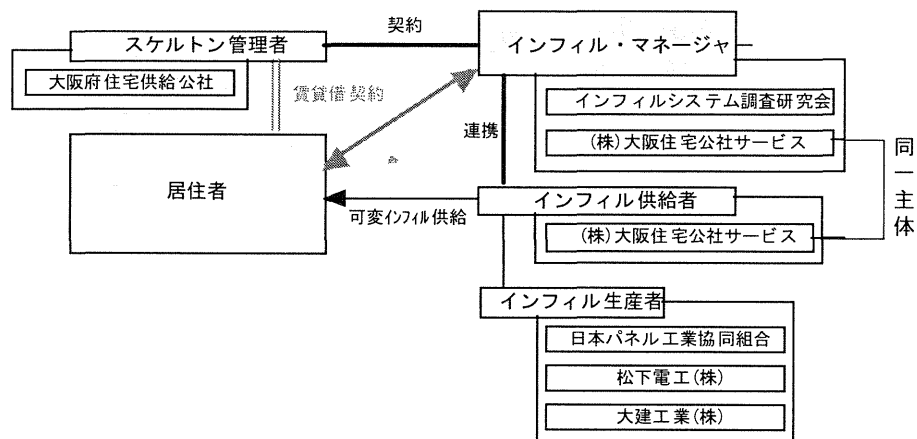 契約
スケルトン管理者
インフィル・マネージャ
大阪府住宅供給公社
賃貸借契約
インフィルシステム調査研究会
連携
(株)大阪住宅公社サービス
同一主体
居住者
インフィル供給者
可変インフィル供給
(株)大阪住宅公社サービス
インフィル生産者
日本パネル工業協同組合
松下電工(株)
大建工業(株)